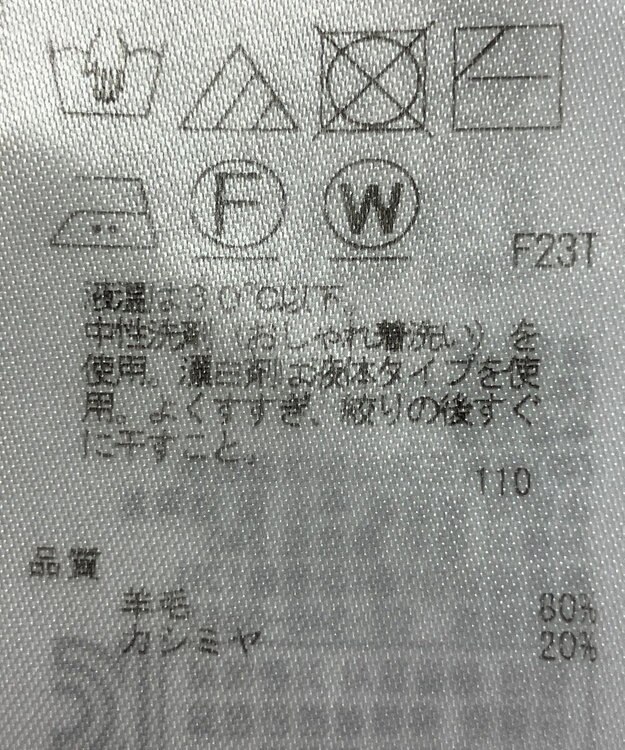 F
W
F23T
液温は30℃以下。
中性洗剤（おしゃれ着洗い）を
使用。漂白剤は液体タイプを使
用。よくすすぎ、絞りの後すぐ
に干すこと。
110
品質
羊毛 80%
カシミヤ 20%